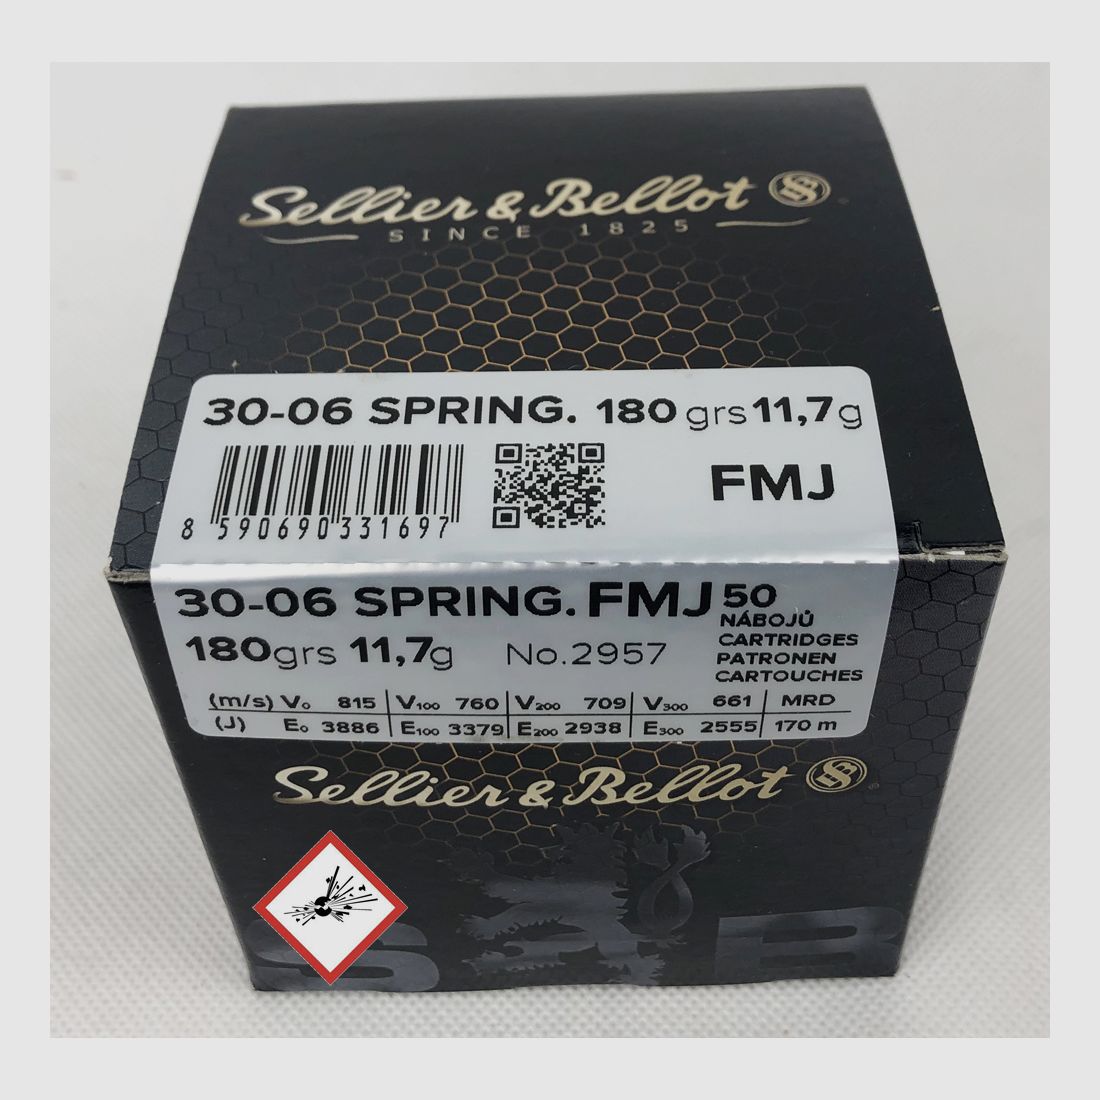 Sellier & Bellot
SINCE 1825
30-06 SPRING. 180 grs 11,7g
FMJ
8 590690 331697
30-06 SPRING. FMJ 50
NÁBOJŮ
CARTRIDGES
PATRONEN
CARTOUCHES
180grs 11,7g No.2957
(m/s) V₀ 815 V₁₀₀ 760 V₂₀₀ 709 V₃₀₀ 661 MRD
(J) E₀ 3886 E₁₀₀ 3379 E₂₀₀ 2938 E₃₀₀ 2555 170 m
Sellier & Bellot
S&B